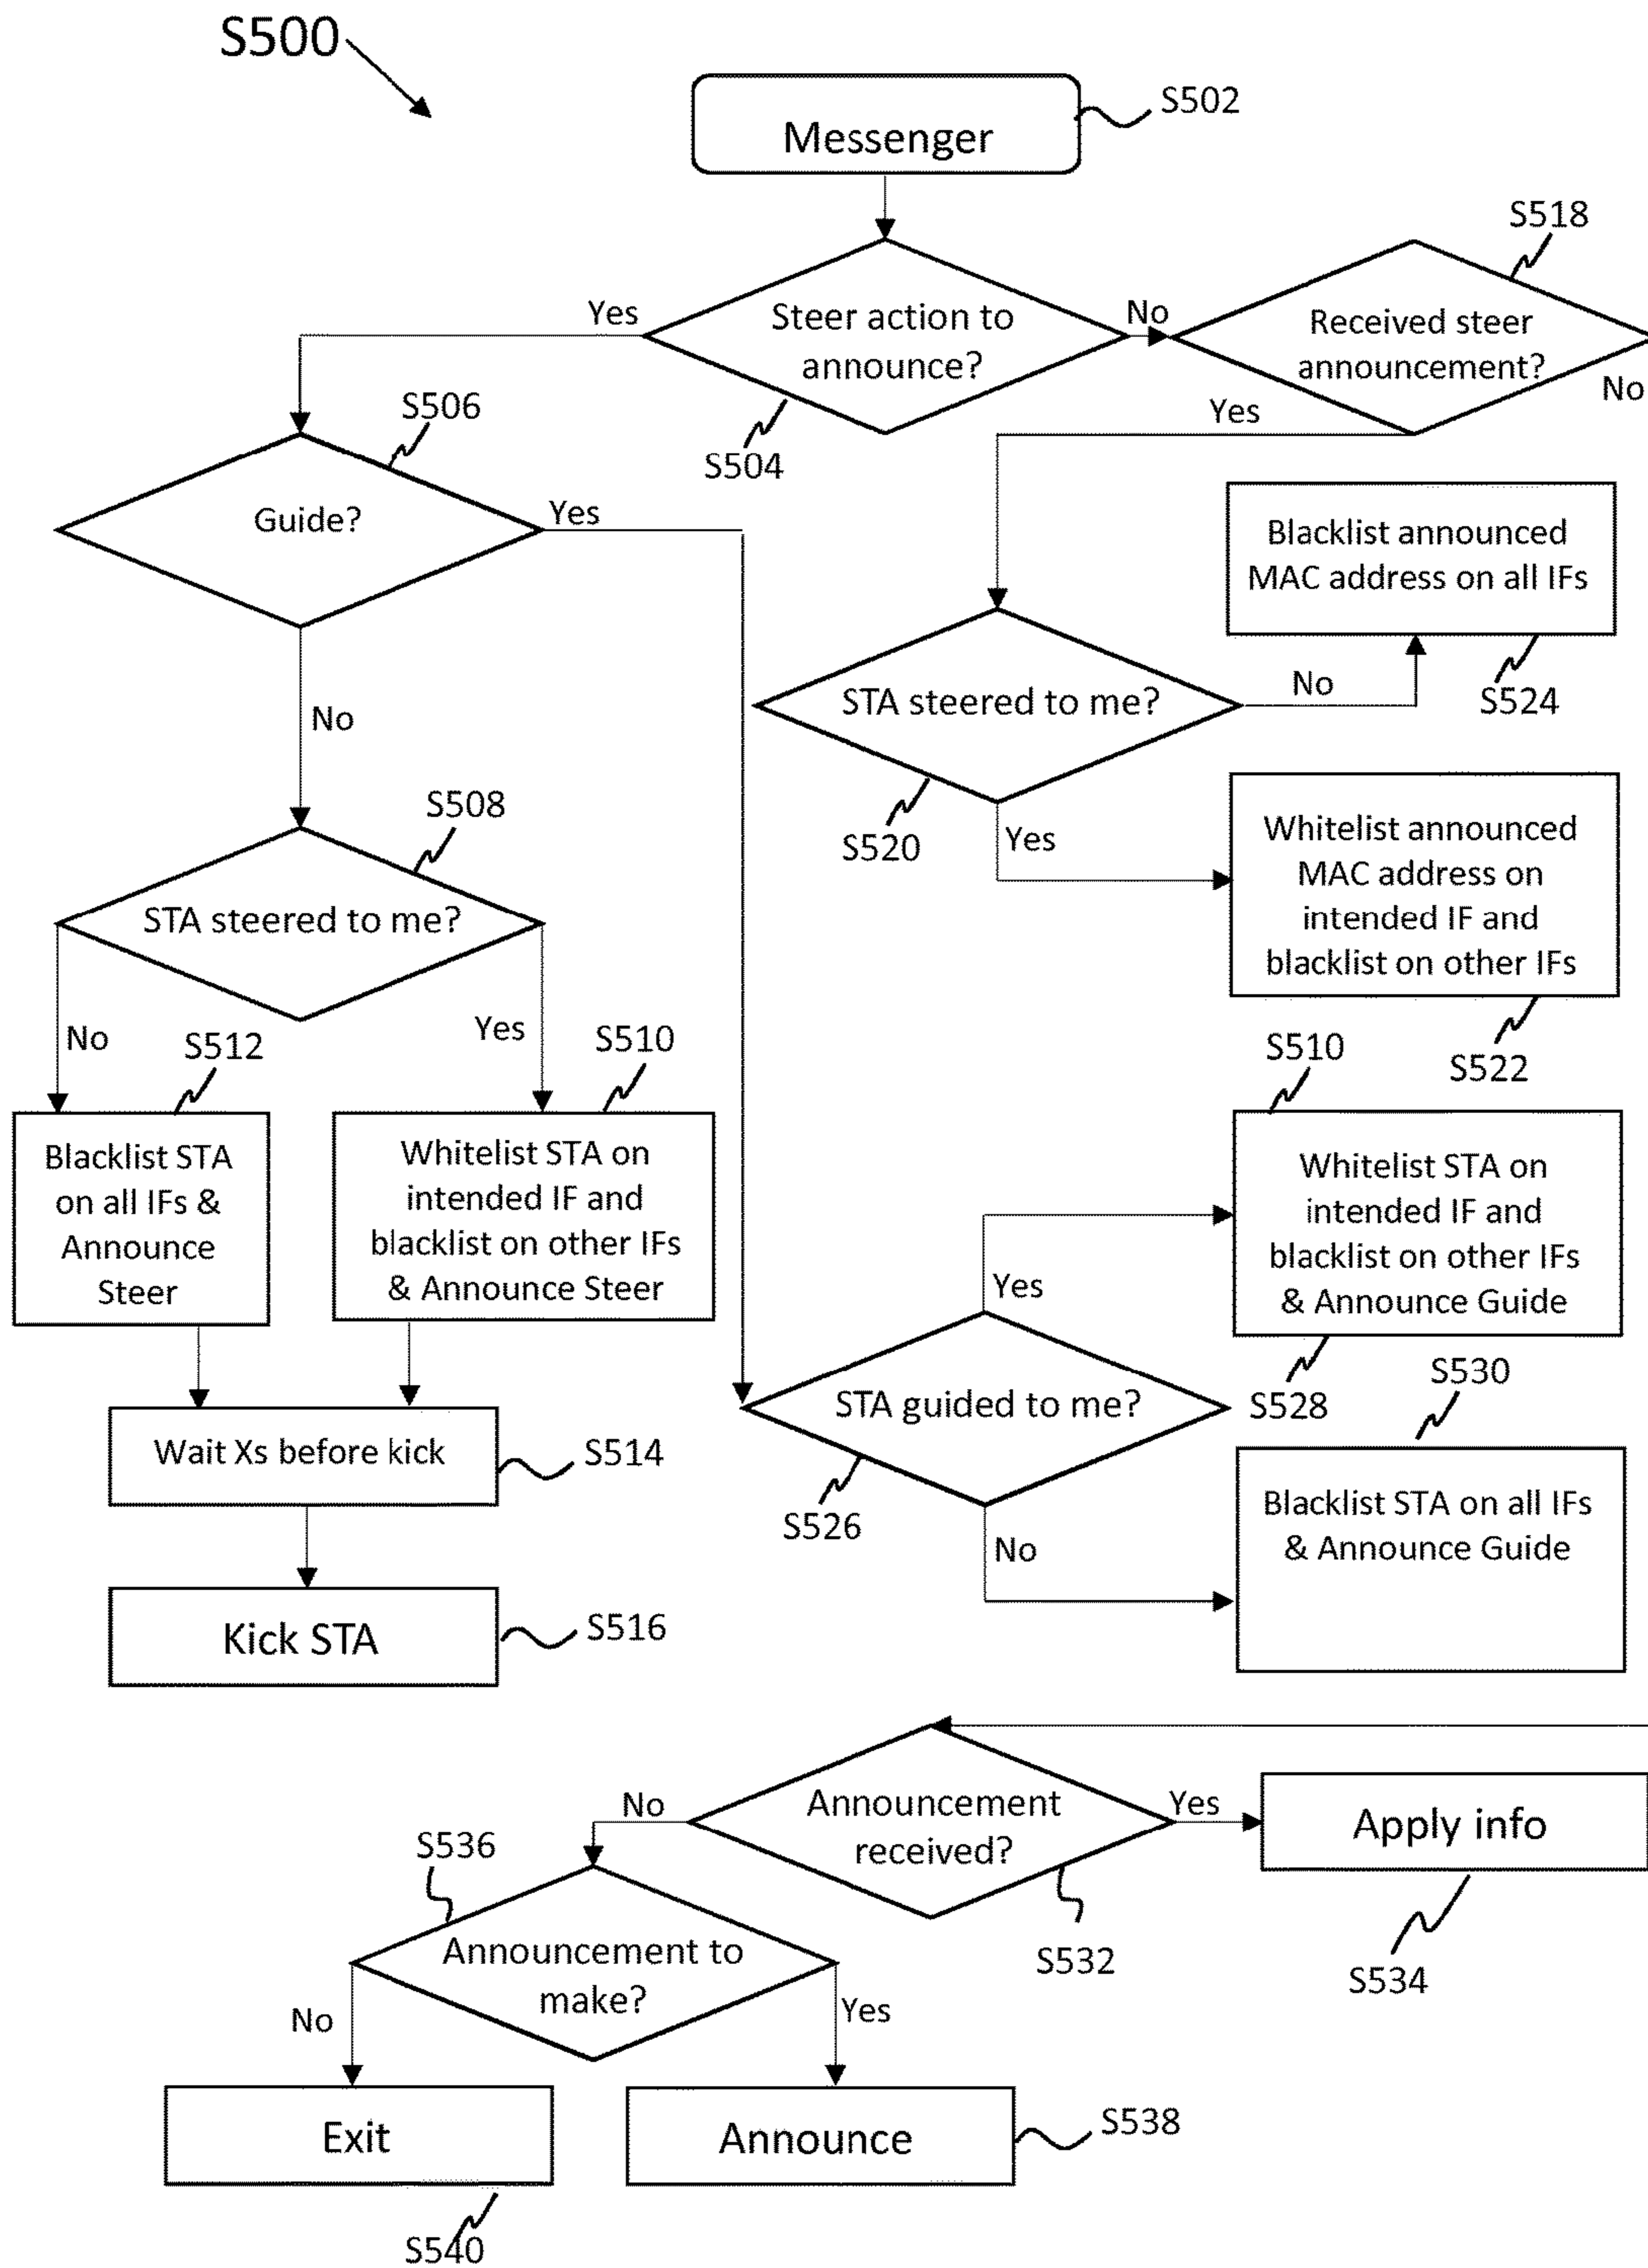 S500
Messenger
S502
S518
Yes
Steer action to
announce?
No
Received steer
announcement?
No
S506
S504
Yes
Guide?
Yes
Blacklist announced
MAC address on all IFs
No
STA steered to me?
No
S524
S508
S520
Yes
Whitelist announced
MAC address on
intended IF and
blacklist on other IFs
STA steered to me?
No
S512
Yes
S510
S510
S522
Blacklist STA
on all IFs &
Announce
Steer
Whitelist STA on
intended IF and
blacklist on other IFs
& Announce Steer
Whitelist STA on
intended IF and
blacklist on other IFs
& Announce Guide
Yes
S528
S530
STA guided to me?
Wait Xs before kick
S514
S526
No
Blacklist STA on all IFs
& Announce Guide
Kick STA
S516
No
Announcement
received?
Yes
Apply info
S536
S532
S534
Announcement to
make?
No
Yes
Exit
Announce
S538
S540